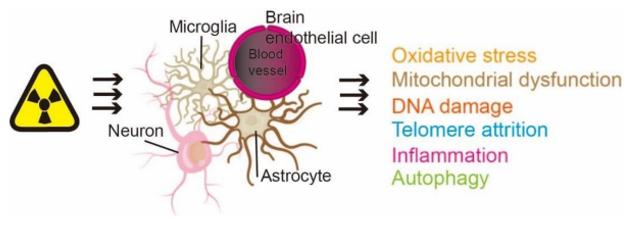 Microglia
Brain
endothelial cell
Blood
vessel
Neuron
Astrocyte
Oxidative stress
Mitochondrial dysfunction
DNA damage
Telomere attrition
Inflammation
Autophagy